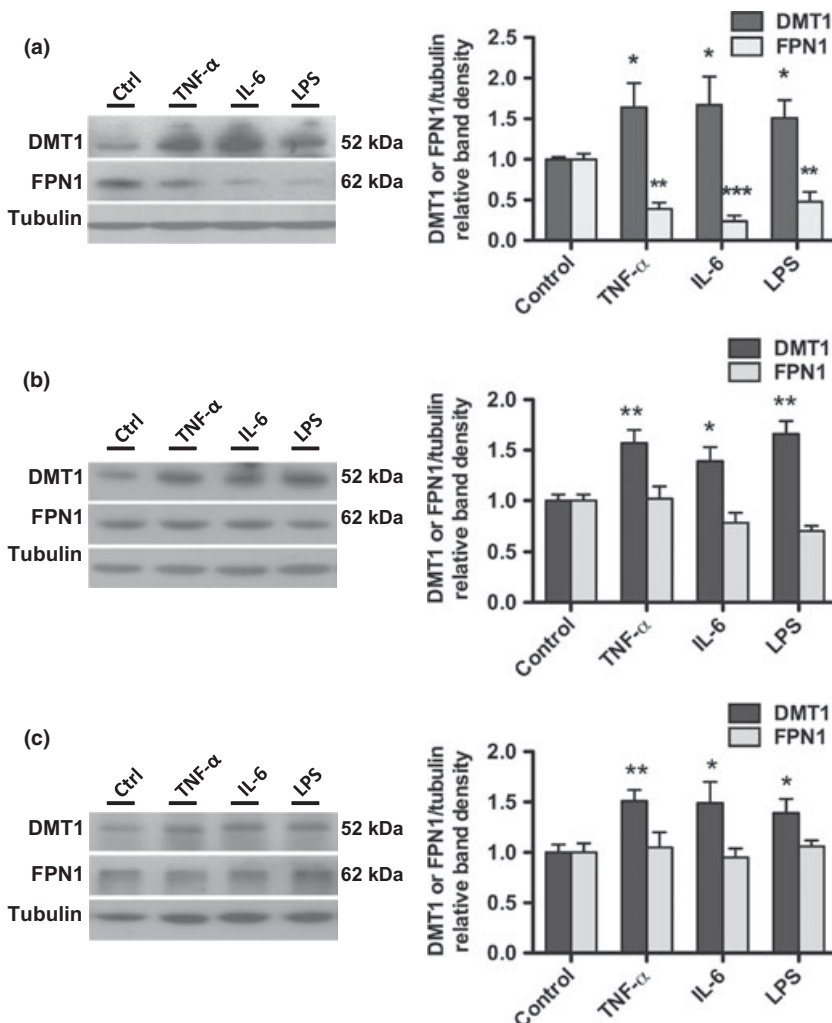 (a)
Ctrl TNF-α IL-6 LPS
DMT1 52 kDa
FPN1 62 kDa
Tubulin
DMT1
FPN1
DMT1 or FPN1/tubulin
relative band density
2.5
2.0
1.5
1.0
0.5
0.0
* * *
** *** **
Control TNF-α IL-6 LPS
(b)
Ctrl TNF-α IL-6 LPS
DMT1 52 kDa
FPN1 62 kDa
Tubulin
DMT1
FPN1
DMT1 or FPN1/tubulin
relative band density
2.0
1.5
1.0
0.5
0.0
** * **
Control TNF-α IL-6 LPS
(c)
Ctrl TNF-α IL-6 LPS
DMT1 52 kDa
FPN1 62 kDa
Tubulin
DMT1
FPN1
DMT1 or FPN1/tubulin
relative band density
2.0
1.5
1.0
0.5
0.0
** * *
Control TNF-α IL-6 LPS